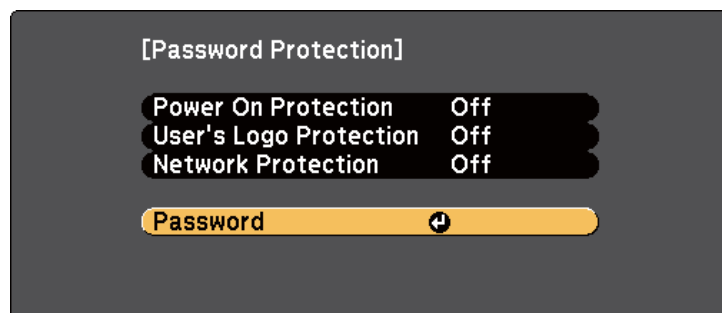 [Password Protection]
Power On Protection Off
User's Logo Protection Off
Network Protection Off
Password